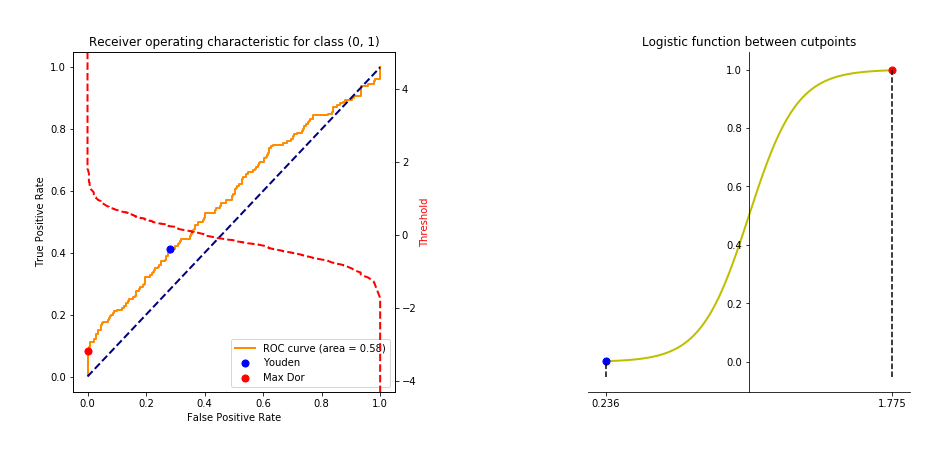 Receiver operating characteristic for class (0, 1)
1.0
0.8
0.6
0.4
0.2
0.0
True Positive Rate
4
2
0
−2
−4
Threshold
ROC curve (area = 0.58)
Youden
Max Dor
0.0 0.2 0.4 0.6 0.8 1.0
False Positive Rate
Logistic function between cutpoints
1.0
0.8
0.6
0.4
0.2
0.0
0.236 1.775